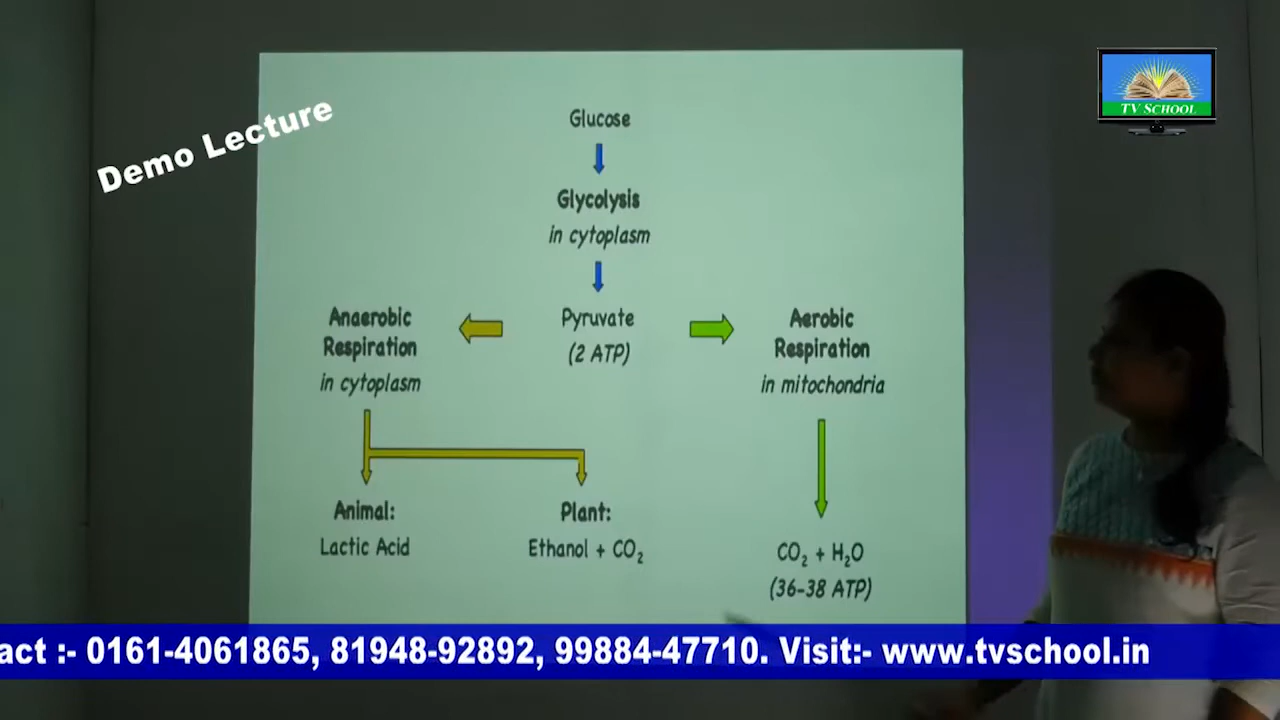 Demo Lecture
TV SCHOOL
Glucose
Glycolysis
in cytoplasm
Anaerobic
Respiration
in cytoplasm
Pyruvate
(2 ATP)
Aerobic
Respiration
in mitochondria
Animal:
Lactic Acid
Plant:
Ethanol + CO₂
CO₂ + H₂O
(36-38 ATP)
act :- 0161-4061865, 81948-92892, 99884-47710. Visit:- www.tvschool.in